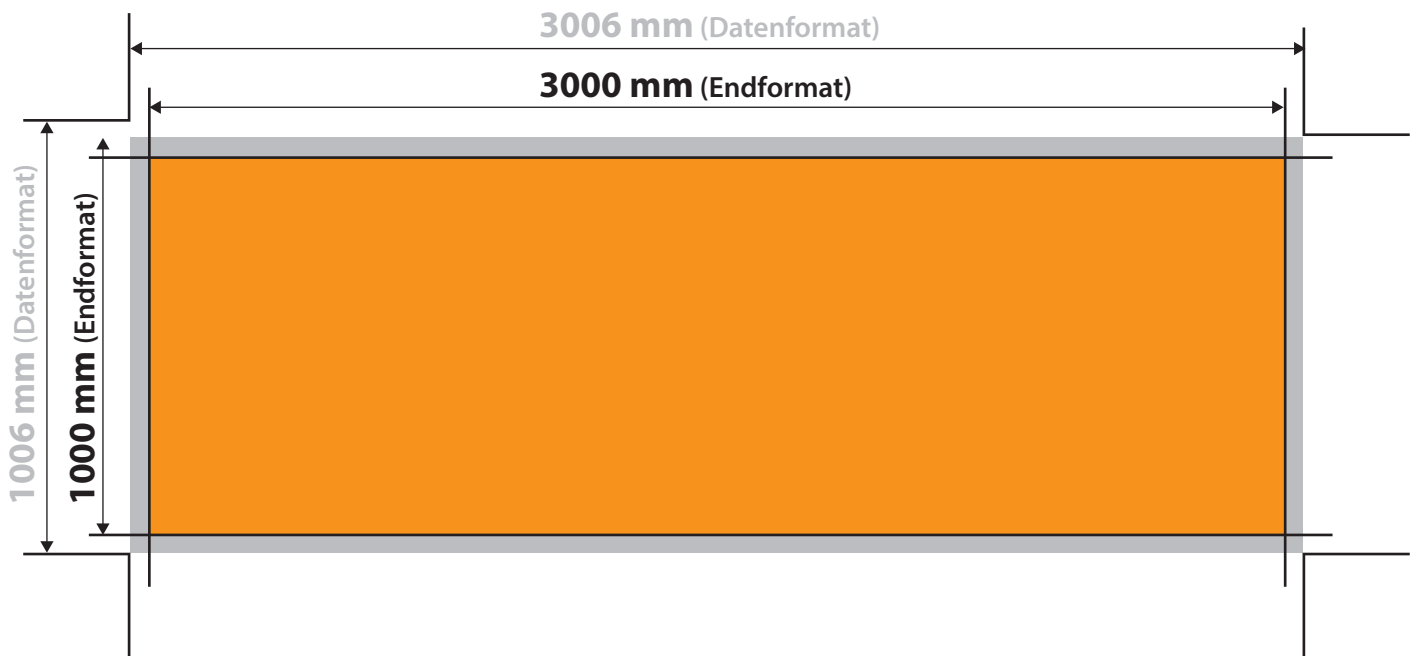 3006 mm (Datenformat)
3000 mm (Endformat)
1006 mm (Datenformat)
1000 mm (Endformat)